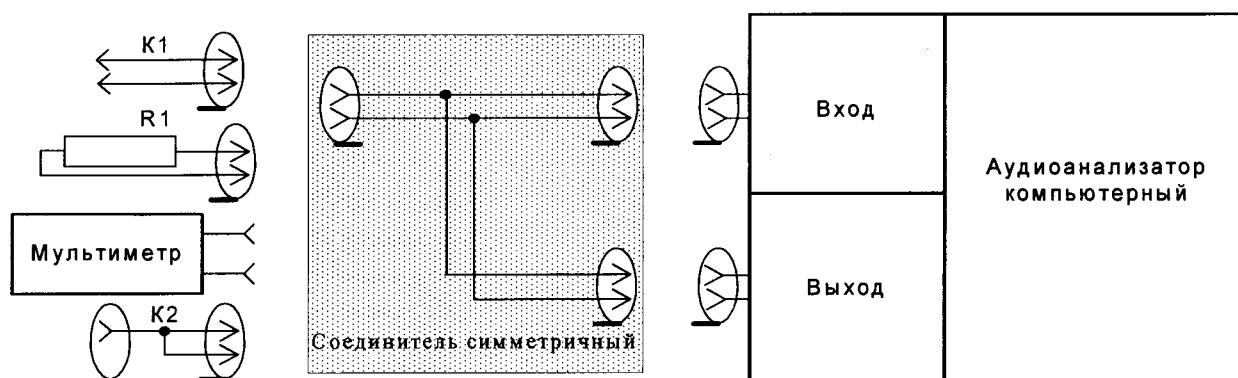 К1
R1
Мультиметр
К2
Соединитель симметричный
Вход
Выход
Аудиоанализатор
компьютерный